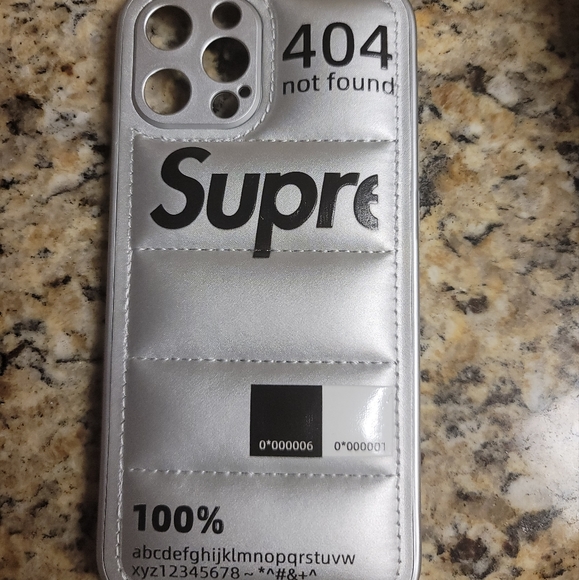 404
not found
Supre
0*000006 0*000001
100%
abcdefghijklmnopqrstuvw
xyz12345678~*^#&+^